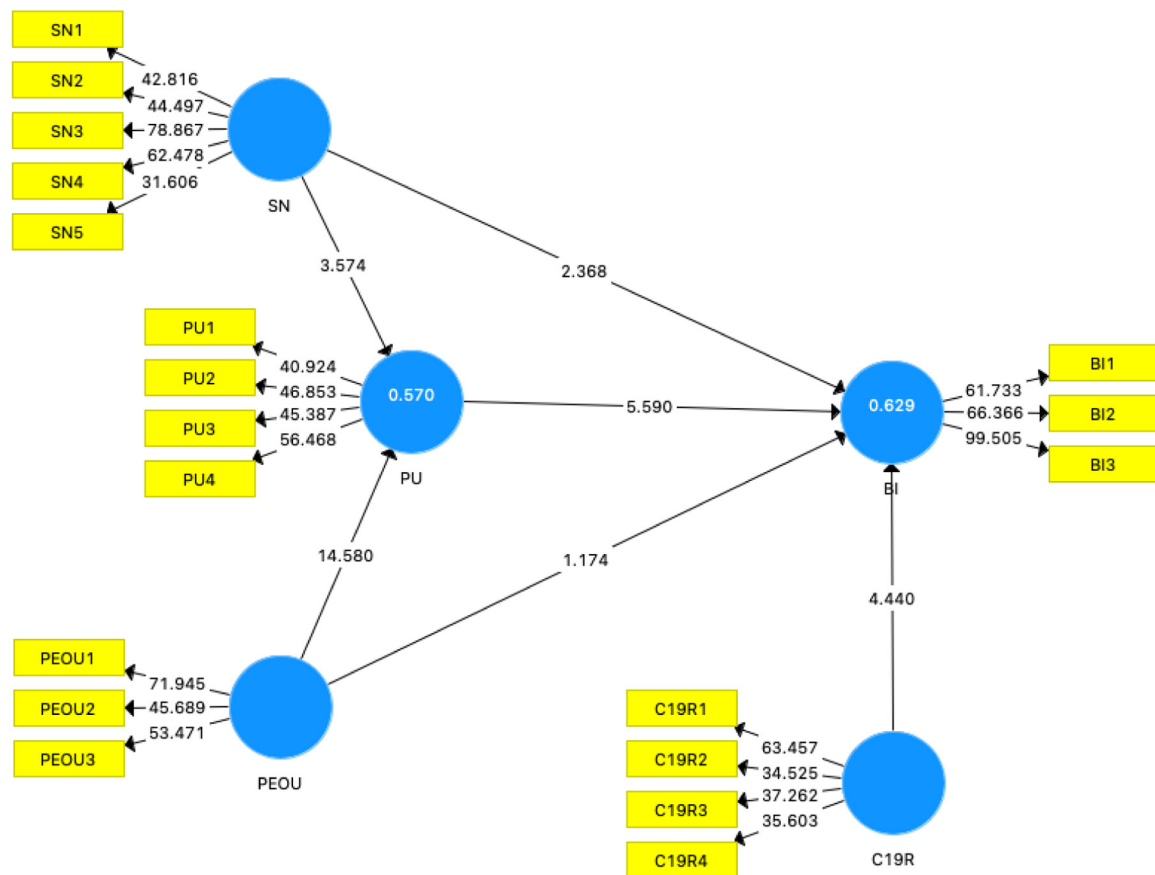 SN1
SN2
SN3
SN4
SN5
42.816
44.497
78.867
62.478
31.606
SN
3.574
2.368
PU1
PU2
PU3
PU4
40.924
46.853
45.387
56.468
0.570
PU
5.590
0.629
BI
61.733
66.366
99.505
BI1
BI2
BI3
14.580
1.174
4.440
PEOU1
PEOU2
PEOU3
71.945
45.689
53.471
PEOU
C19R1
C19R2
C19R3
C19R4
63.457
34.525
37.262
35.603
C19R